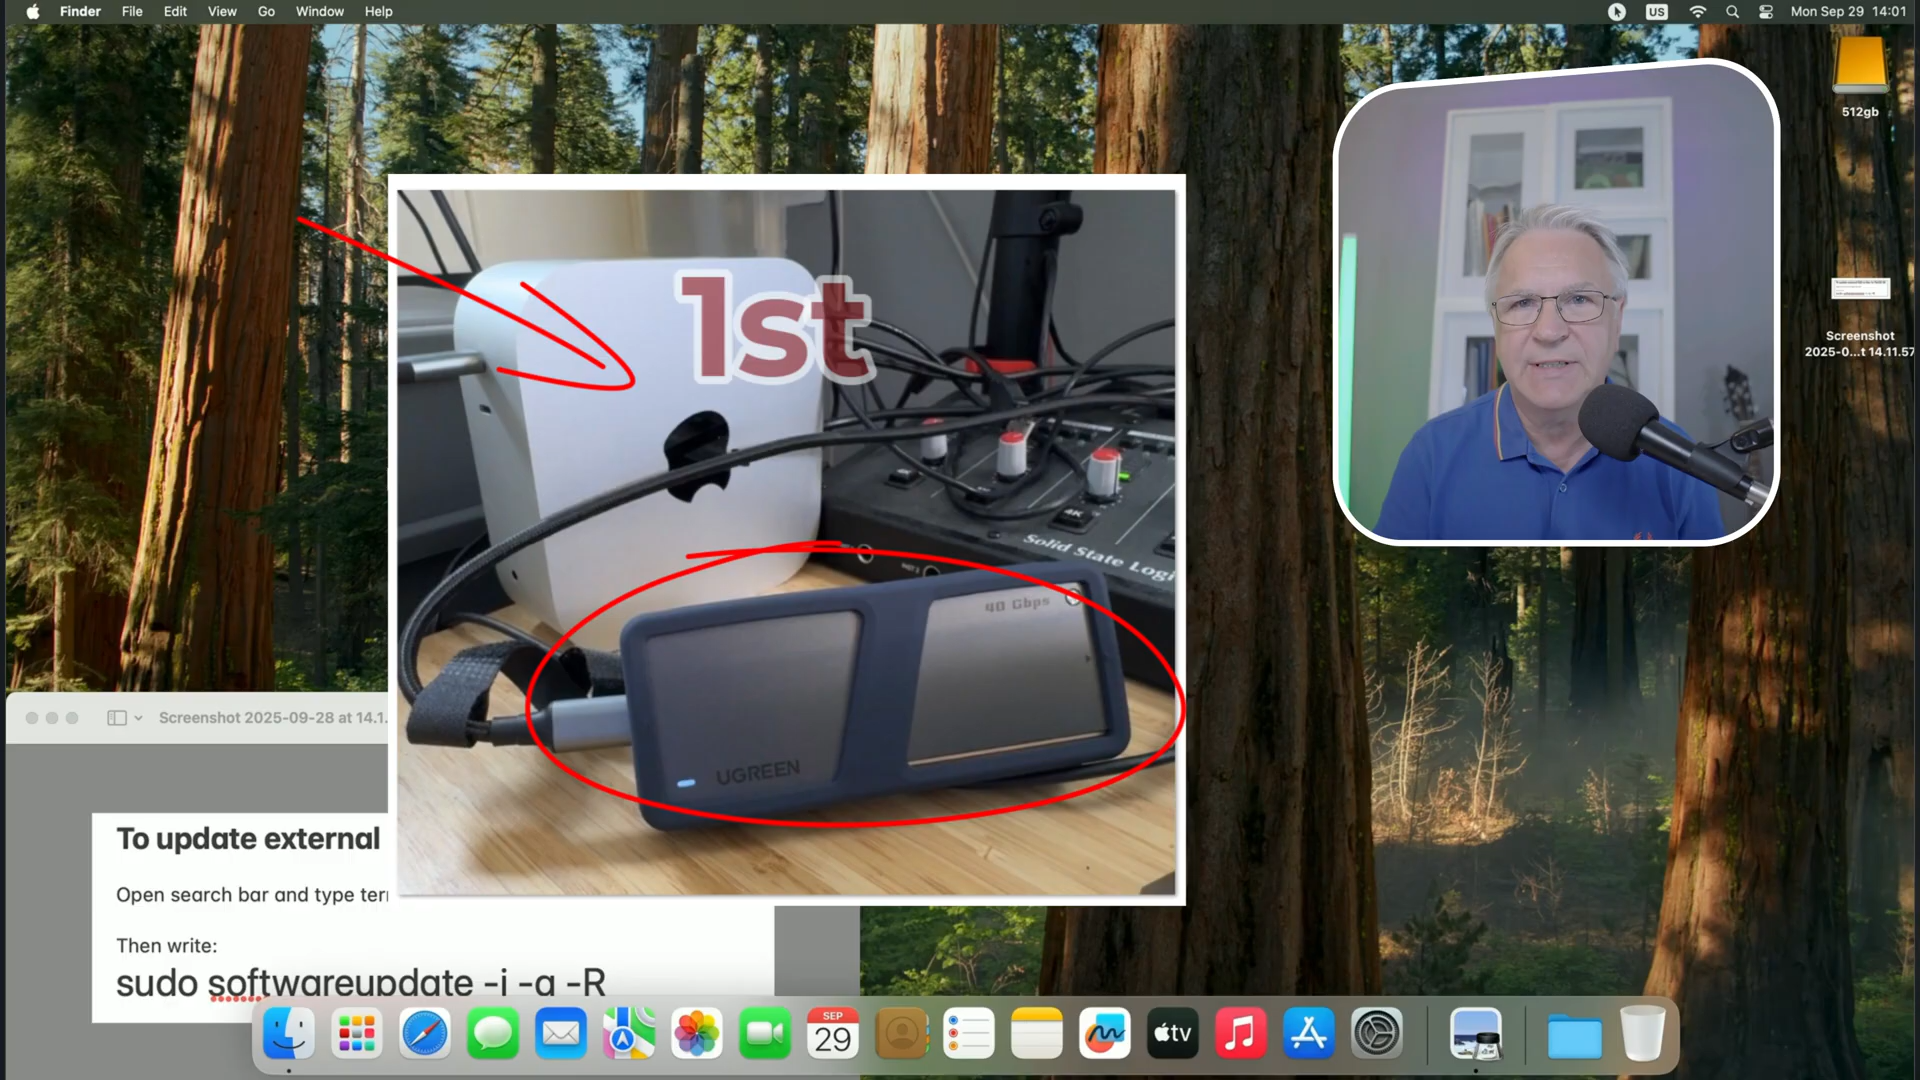 Finder File Edit View Go Window Help US Mon Sep 29 14:01
512gb
Screenshot
2025-0...t 14.11.57
1st
Solid State Logi
40 Gbps
UGREEN
Screenshot 2025-09-28 at 14.1
To update external
Open search bar and type ter
Then write:
sudo softwareupdate -i -a -R
SEP
29
tv